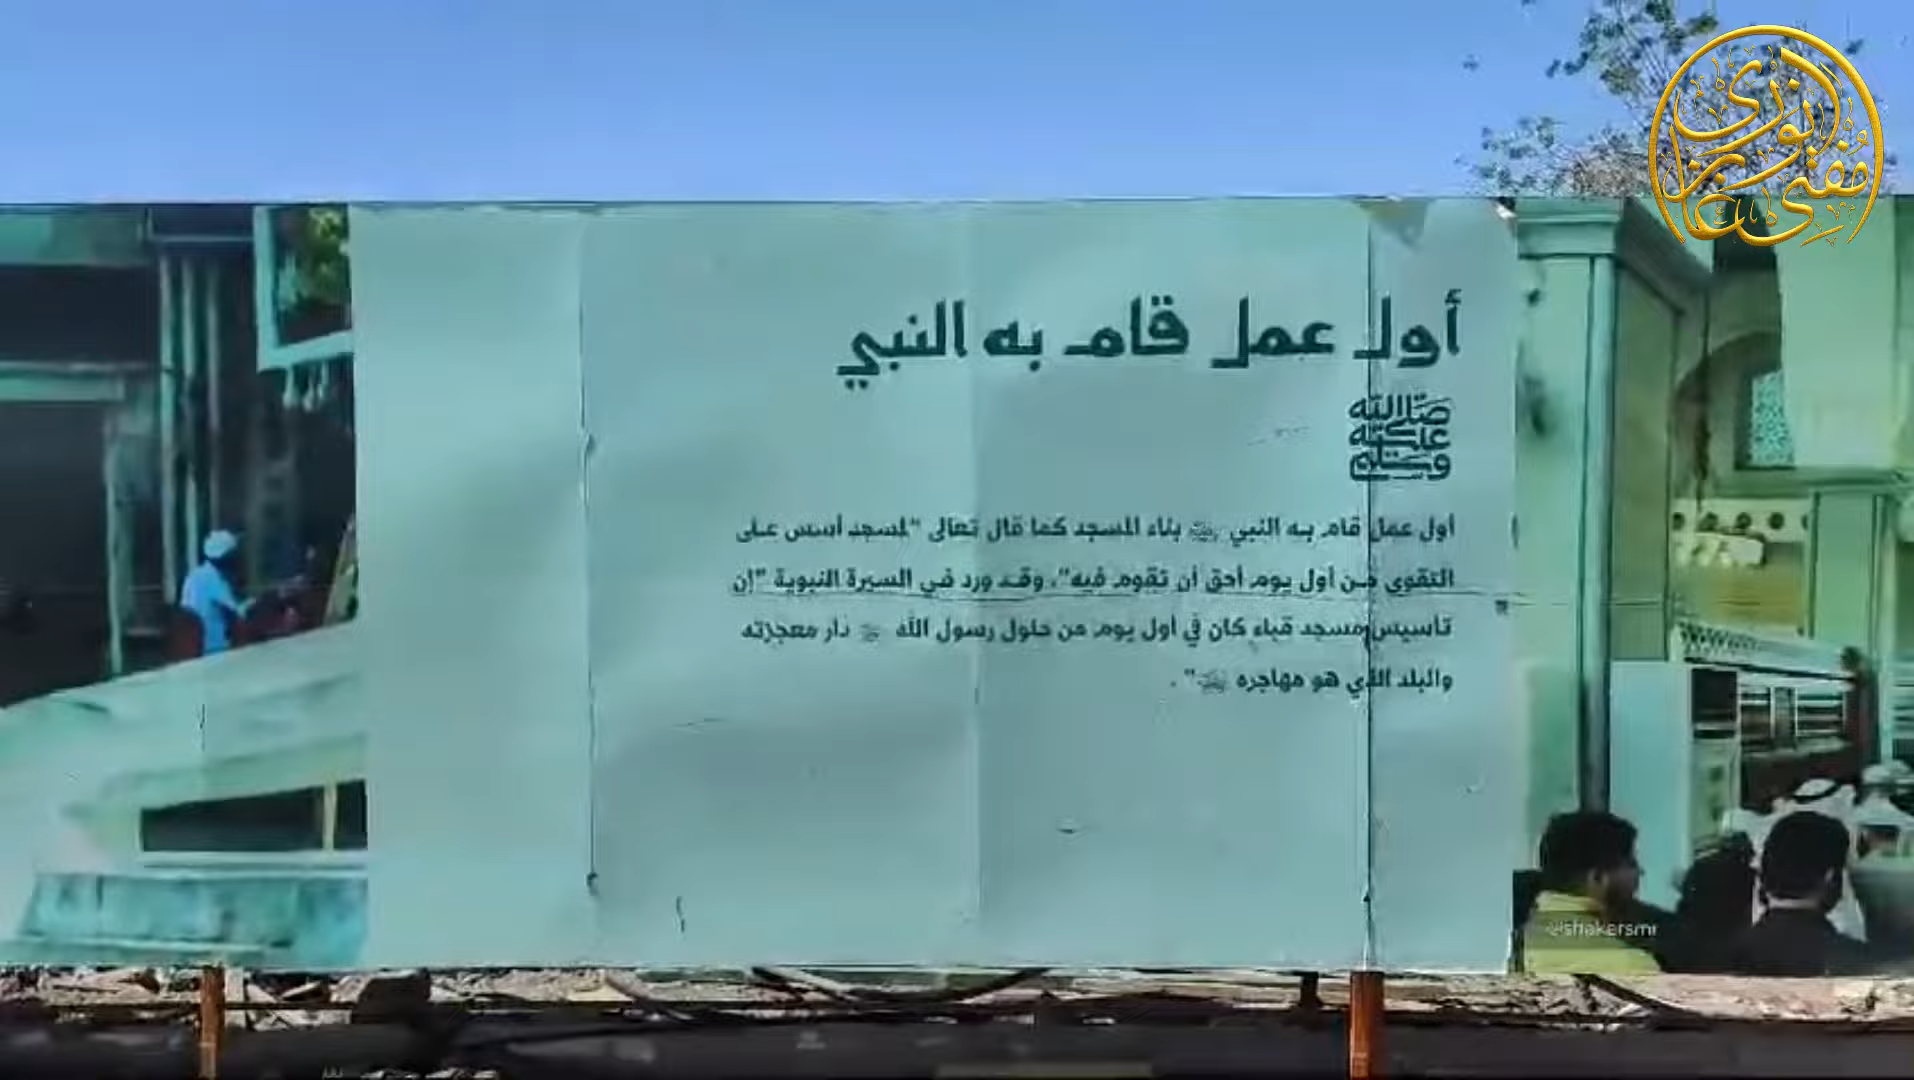 أول عمل قام به النبي
ﷺ
أول عمل قام به النبي ﷺ بناء المسجد كما قال تعالى "لمسجد أسس على
التقوى من أول يوم أحق أن تقوم فيه"، وقد ورد في السيرة النبوية "إن
تأسيس مسجد قباء كان في أول يوم من حلول رسول الله ﷺ دار معجزته
والبلد الذي هو مهاجره ﷺ".
@shakersmr